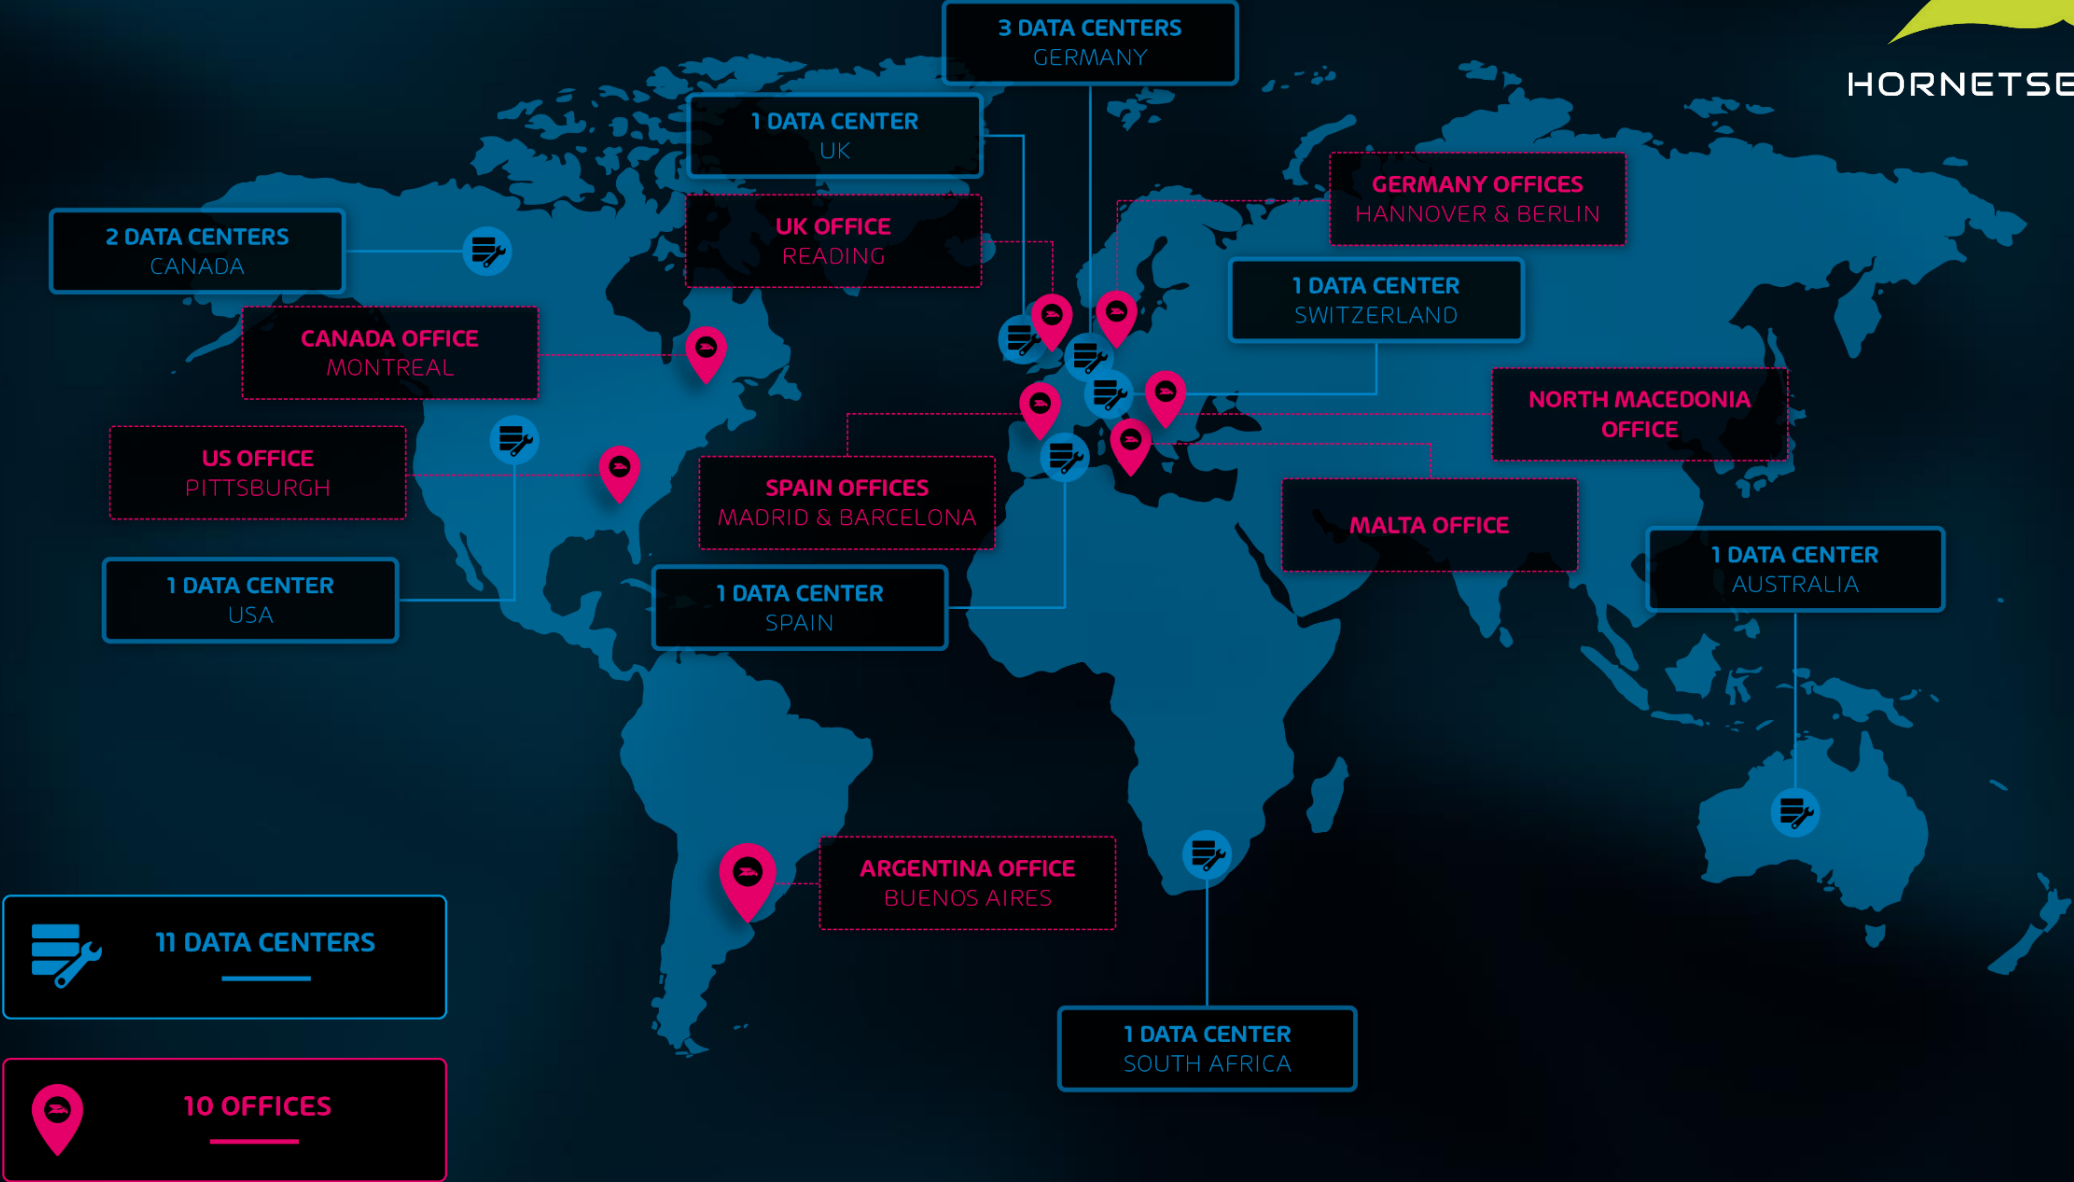 3 DATA CENTERS
GERMANY
HORNETSE
1 DATA CENTER
UK
GERMANY OFFICES
HANNOVER & BERLIN
UK OFFICE
READING
2 DATA CENTERS
CANADA
1 DATA CENTER
SWITZERLAND
CANADA OFFICE
MONTREAL
NORTH MACEDONIA
OFFICE
US OFFICE
PITTSBURGH
SPAIN OFFICES
MADRID & BARCELONA
MALTA OFFICE
1 DATA CENTER
AUSTRALIA
1 DATA CENTER
USA
1 DATA CENTER
SPAIN
ARGENTINA OFFICE
BUENOS AIRES
11 DATA CENTERS
1 DATA CENTER
SOUTH AFRICA
10 OFFICES